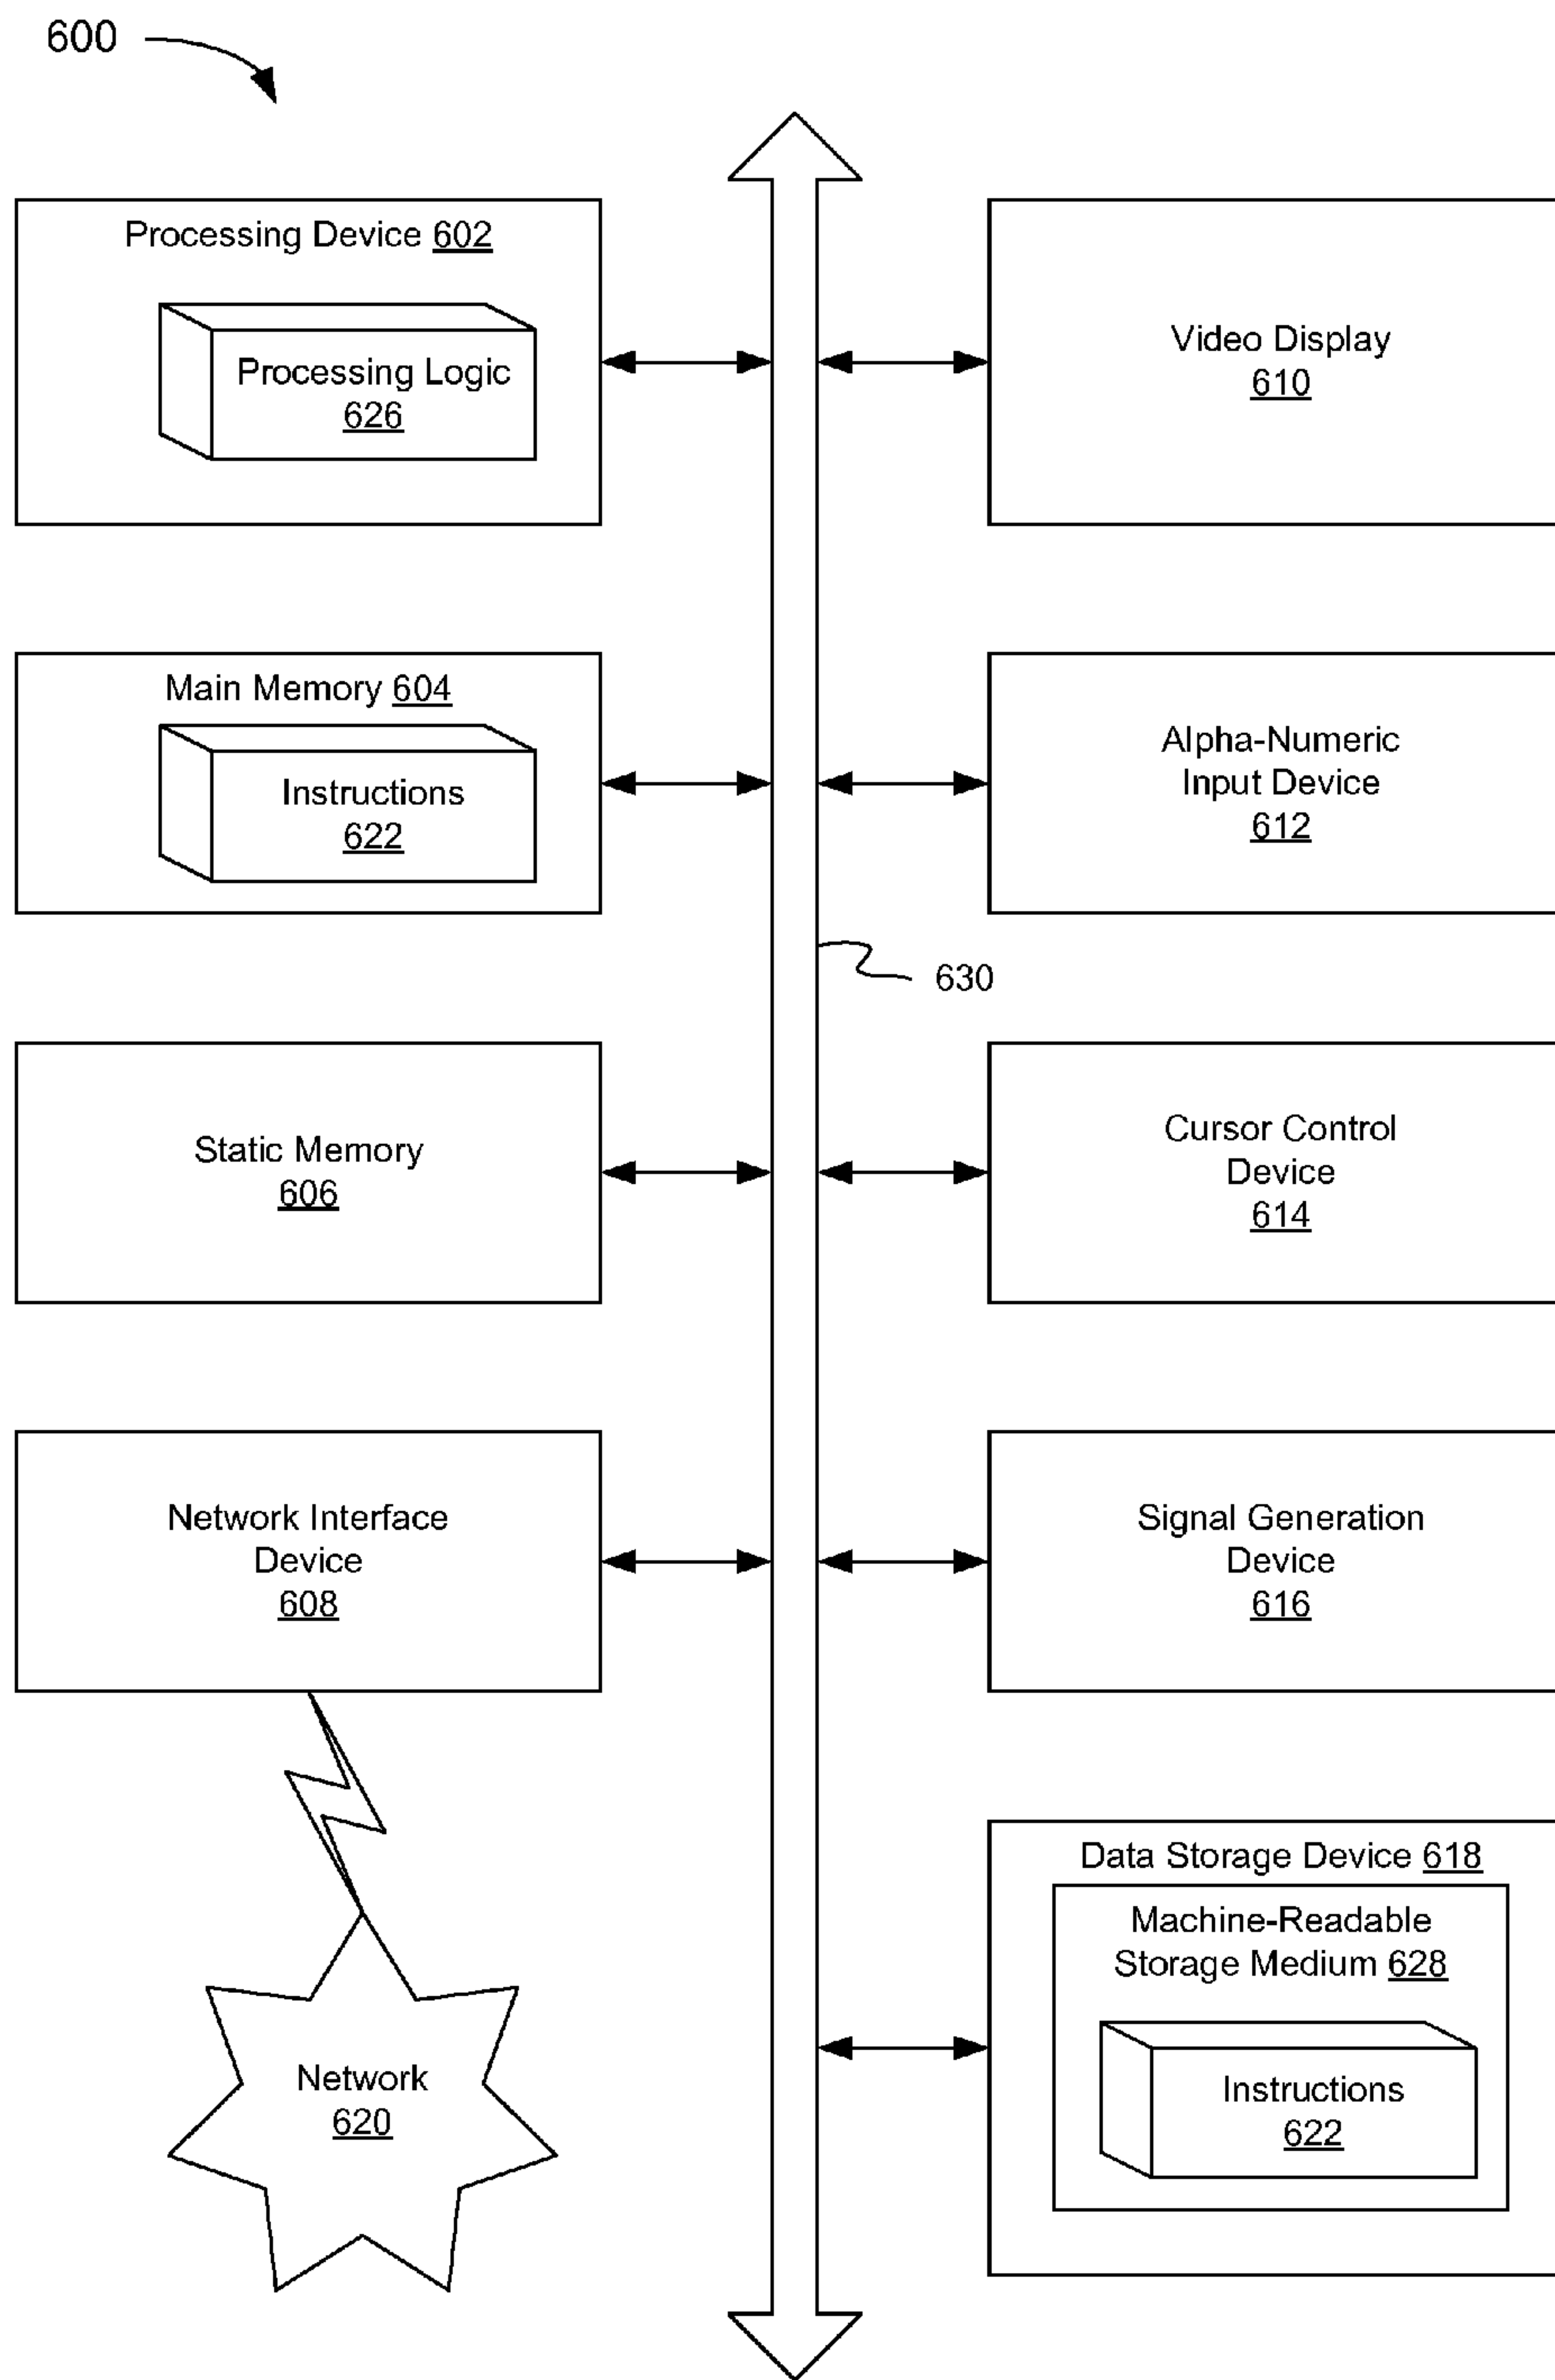 600
Processing Device 602
Processing Logic
626
Video Display
610
Main Memory 604
Instructions
622
Alpha-Numeric
Input Device
612
630
Static Memory
606
Cursor Control
Device
614
Network Interface
Device
608
Signal Generation
Device
616
Data Storage Device 618
Machine-Readable
Storage Medium 628
Instructions
622
Network
620